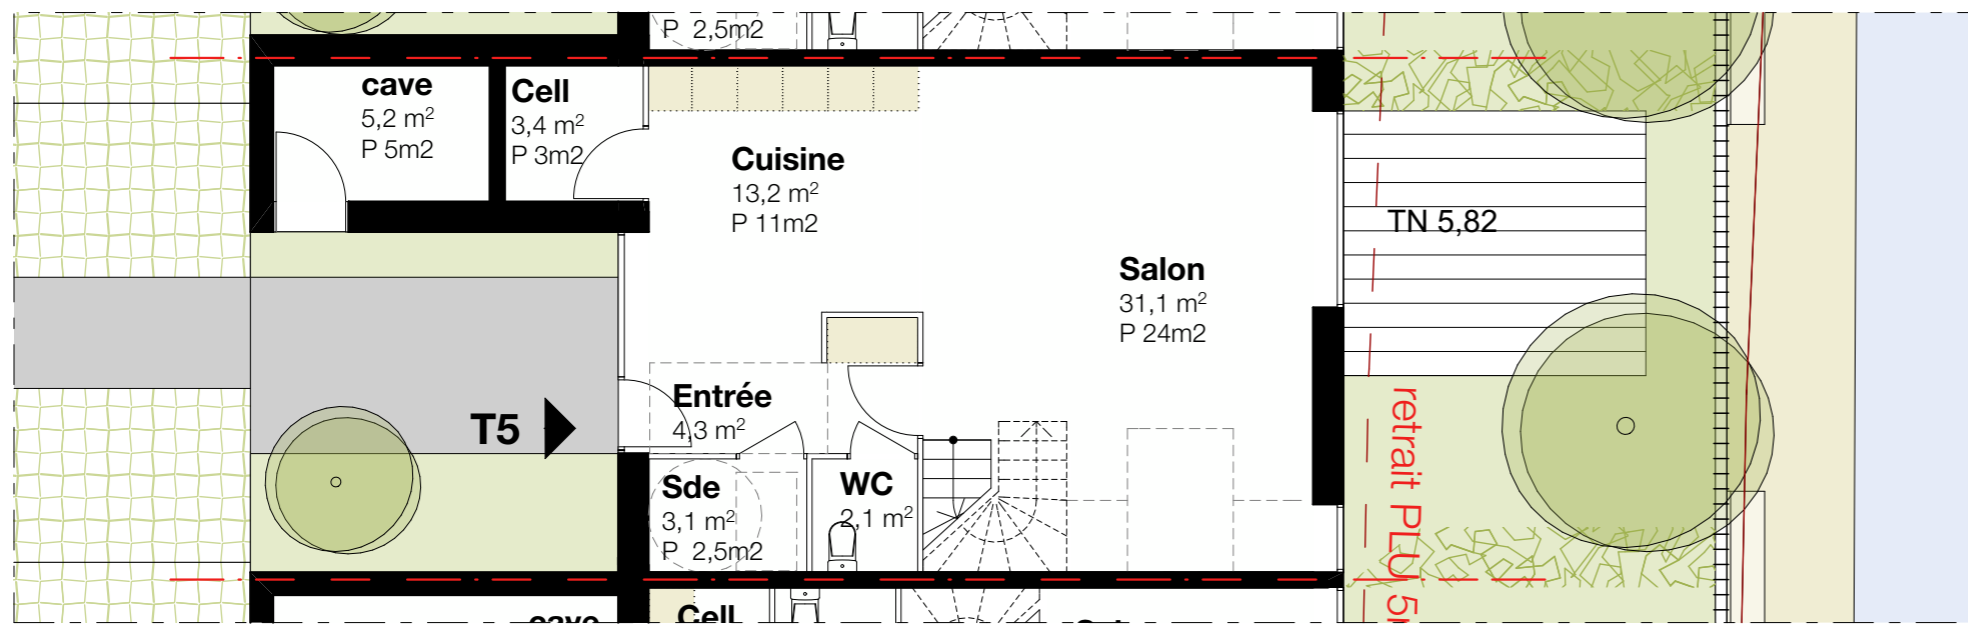 P 2,5m2
cave
5,2 m²
P 5m2
Cell
3,4 m²
P 3m2
Cuisine
13,2 m²
P 11m2
TN 5,82
Salon
31,1 m²
P 24m2
Entrée
4,3 m²
T5
Sde
3,1 m²
P 2,5m2
WC
2,1 m²
retrait PLU 5
cave
Cell